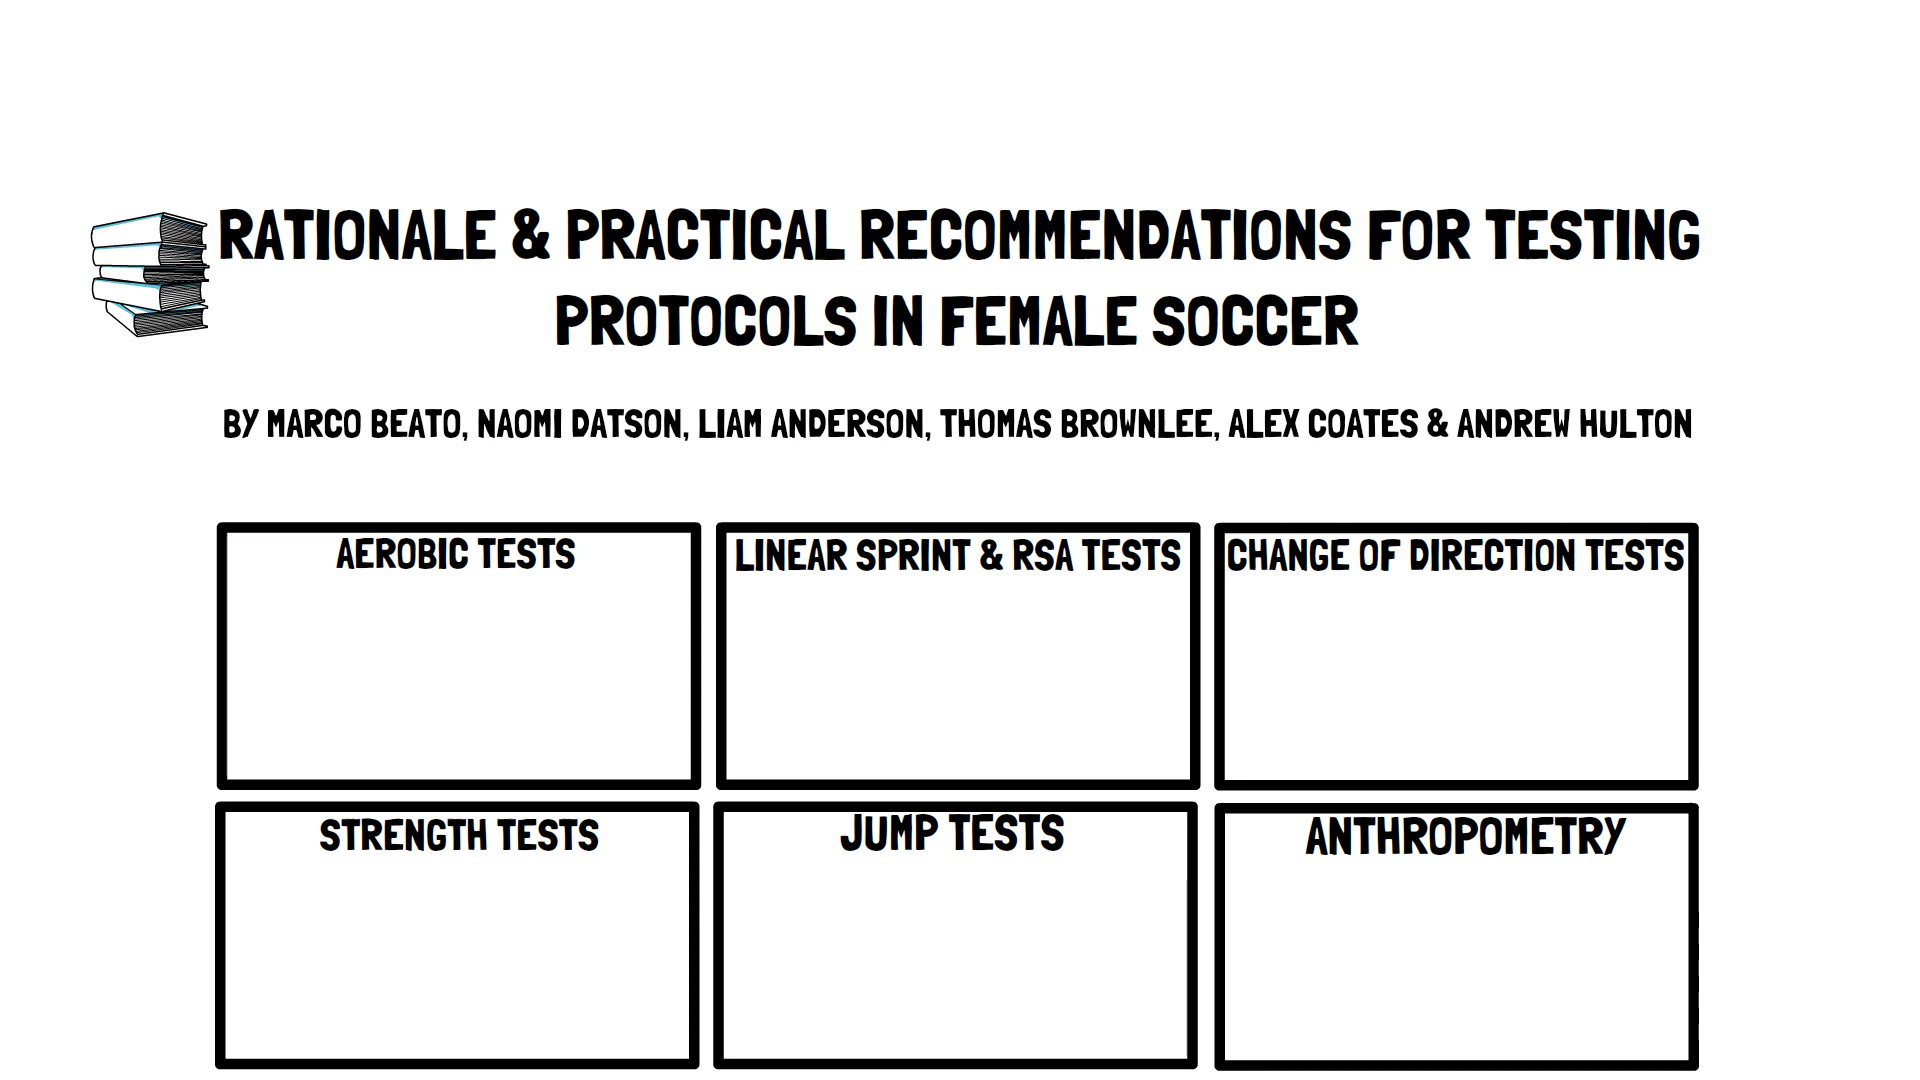 RATIONALE & PRACTICAL RECOMMENDATIONS FOR TESTING
PROTOCOLS IN FEMALE SOCCER
BY MARCO BEATO, NAOMI DATSON, LIAM ANDERSON, THOMAS BROWNLEE, ALEX COATES & ANDREW HULTON
AEROBIC TESTS
LINEAR SPRINT & RSA TESTS
CHANGE OF DIRECTION TESTS
STRENGTH TESTS
JUMP TESTS
ANTHROPOMETRY